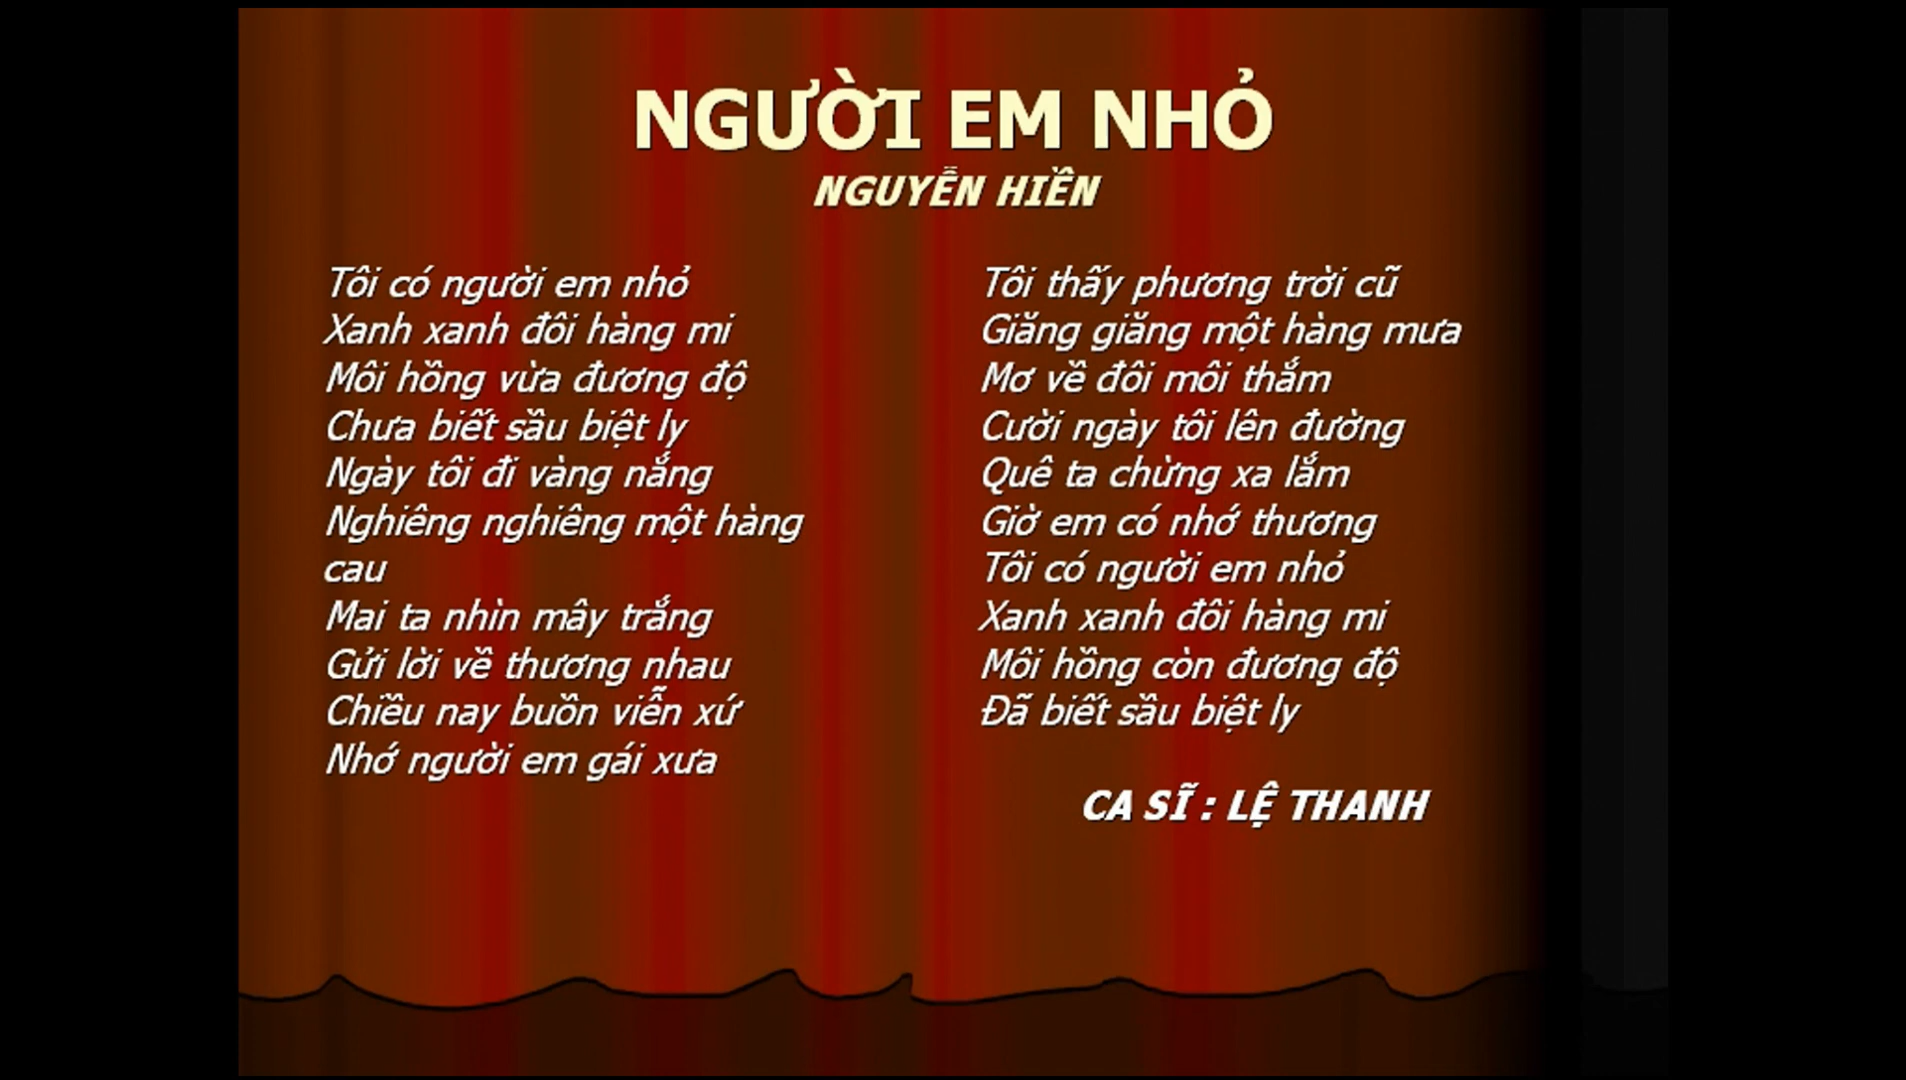 NGƯỜI EM NHỎ
NGUYỄN HIỀN
Tôi có người em nhỏ
Xanh xanh đôi hàng mi
Môi hồng vừa đương độ
Chưa biết sầu biệt ly
Ngày tôi đi vàng nắng
Nghiêng nghiêng một hàng
cau
Mai ta nhìn mây trắng
Gửi lời về thương nhau
Chiều nay buồn viễn xứ
Nhớ người em gái xưa
Tôi thấy phương trời cũ
Giăng giăng một hàng mưa
Mơ về đôi môi thắm
Cười ngày tôi lên đường
Quê ta chừng xa lắm
Giờ em có nhớ thương
Tôi có người em nhỏ
Xanh xanh đôi hàng mi
Môi hồng còn đương độ
Đã biết sầu biệt ly
CA SĨ : LỆ THANH